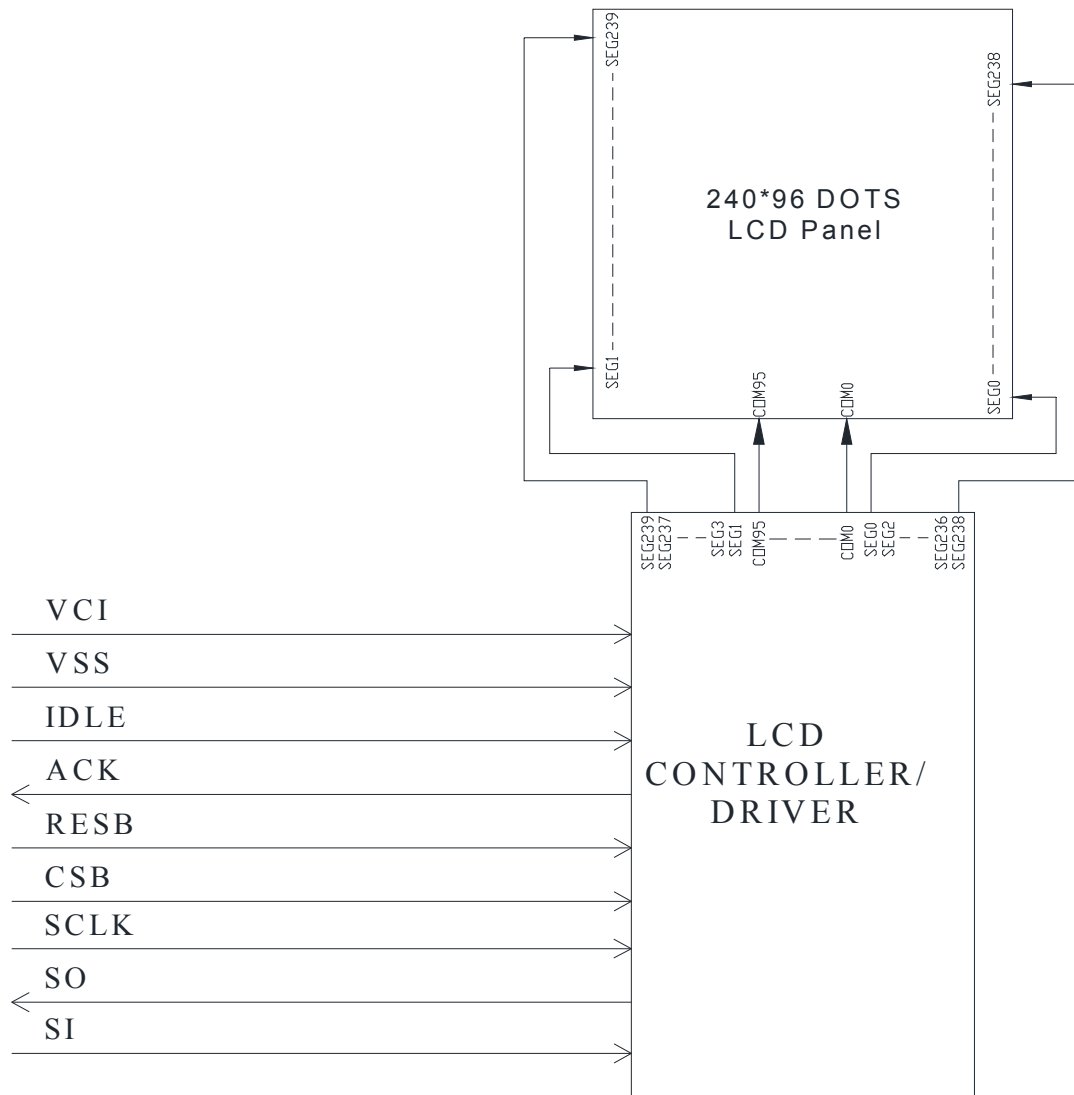 SEG239
SEG238
240*96 DOTS
LCD Panel
SEG1
COM95
COM0
SEG0
SEG239
SEG237
SEG3
SEG1
COM95
COM0
SEG0
SEG2
SEG236
SEG238
VCI
VSS
IDLE
ACK
RESB
CSB
SCLK
SO
SI
LCD
CONTROLLER/
DRIVER